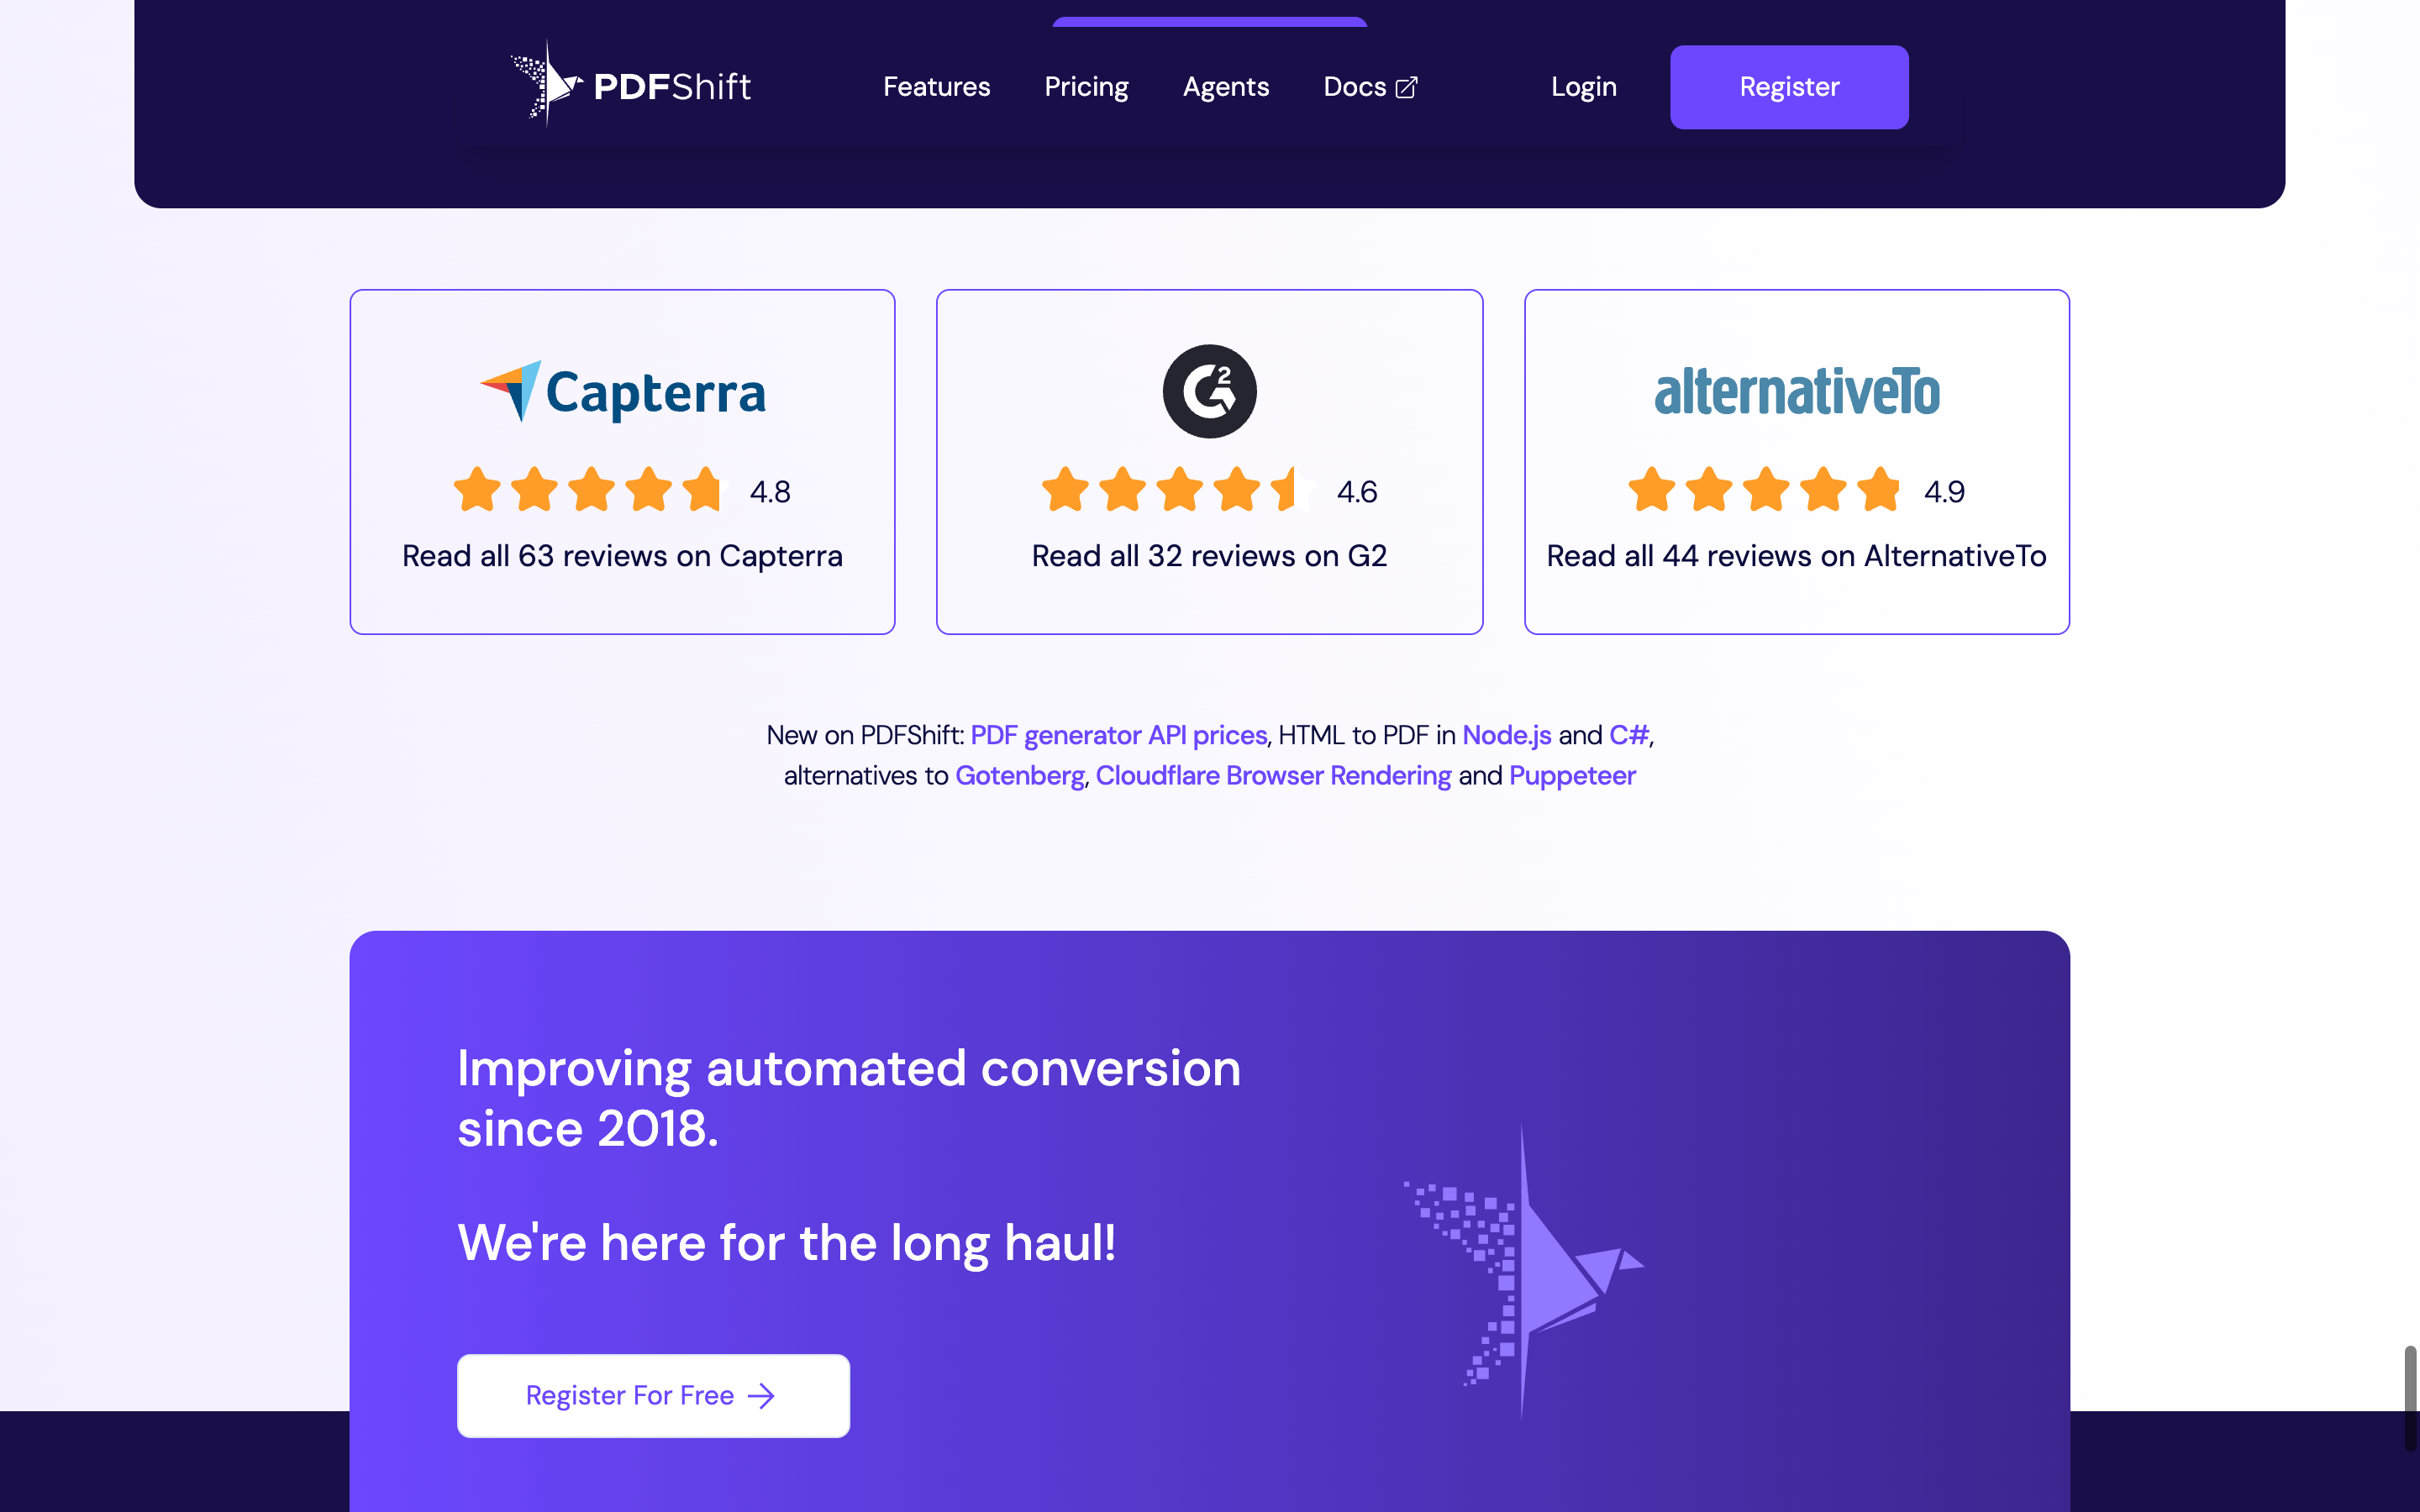 PDFShift
Features
Pricing
Agents
Docs
Login
Register
Capterra
4.8
Read all 63 reviews on Capterra
G2
4.6
Read all 32 reviews on G2
alternativeTo
4.9
Read all 44 reviews on AlternativeTo
New on PDFShift: PDF generator API prices, HTML to PDF in Node.js and C#,
alternatives to Gotenberg, Cloudflare Browser Rendering and Puppeteer
Improving automated conversion
since 2018.
We're here for the long haul!
Register For Free